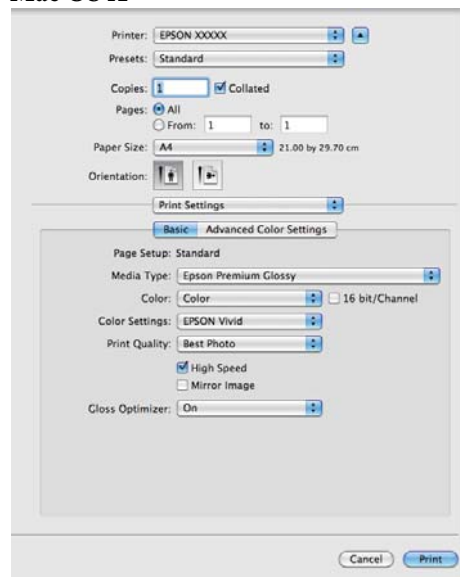 Mac OS X
Printer: EPSON XXXXX
Presets: Standard
Copies: 1 Collated
Pages: All
From: 1 to: 1
Paper Size: A4 21.00 by 29.70 cm
Orientation:
Print Settings
Basic Advanced Color Settings
Page Setup: Standard
Media Type: Epson Premium Glossy
Color: Color 16 bit/Channel
Color Settings: EPSON Vivid
Print Quality: Best Photo
High Speed
Mirror Image
Gloss Optimizer: On
Cancel Print